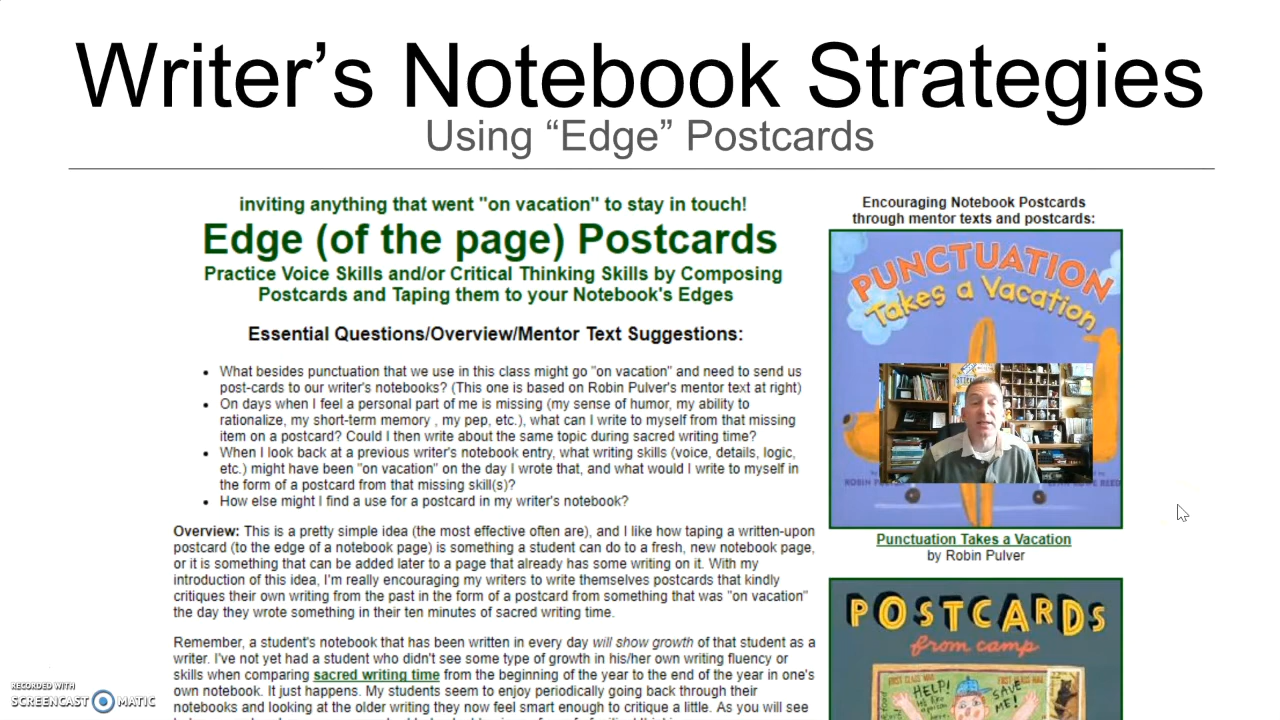 Writer’s Notebook Strategies
Using “Edge” Postcards
inviting anything that went "on vacation" to stay in touch!
Edge (of the page) Postcards
Practice Voice Skills and/or Critical Thinking Skills by Composing
Postcards and Taping them to your Notebook's Edges
Essential Questions/Overview/Mentor Text Suggestions:
• What besides punctuation that we use in this class might go "on vacation" and need to send us
post-cards to our writer's notebooks? (This one is based on Robin Pulver's mentor text at right)
• On days when I feel a personal part of me is missing (my sense of humor, my ability to
rationalize, my short-term memory , my pep, etc.), what can I write to myself from that missing
item on a postcard? Could I then write about the same topic during sacred writing time?
• When I look back at a previous writer's notebook entry, what writing skills (voice, details, logic,
etc.) might have been "on vacation" on the day I wrote that, and what would I write to myself in
the form of a postcard from that missing skill(s)?
• How else might I find a use for a postcard in my writer's notebook?
Overview: This is a pretty simple idea (the most effective often are), and I like how taping a written-upon
postcard (to the edge of a notebook page) is something a student can do to a fresh, new notebook page,
or it is something that can be added later to a page that already has some writing on it. With my
introduction of this idea, I'm really encouraging my writers to write themselves postcards that kindly
critiques their own writing from the past in the form of a postcard from something that was "on vacation"
the day they wrote something in their ten minutes of sacred writing time.
Remember, a student's notebook that has been written in every day will show growth of that student as a
writer. I've not yet had a student who didn't see some type of growth in his/her own writing fluency or
skills when comparing sacred writing time from the beginning of the year to the end of the year in one's
own notebook. It just happens. My students seem to enjoy periodically going back through their
notebooks and looking at the older writing they now feel smart enough to critique a little. As you will see
Encouraging Notebook Postcards
through mentor texts and postcards:
PUNCTUATION
Takes a Vacation
ROBIN
REED
Punctuation Takes a Vacation
by Robin Pulver
POSTCARDS
from camp
FIRST CLASS MAIL
FIRST CLASS MAIL
HELP!
SAVE
ME!
RECORDED WITH
SCREENCAST MATIC